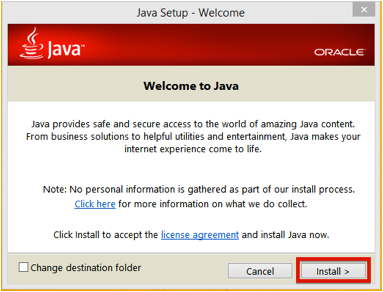 Java Setup - Welcome
Java™
ORACLE
Welcome to Java
Java provides safe and secure access to the world of amazing Java content.
From business solutions to helpful utilities and entertainment, Java makes your
internet experience come to life.
Note: No personal information is gathered as part of our install process.
Click here for more information on what we do collect.
Click Install to accept the license agreement and install Java now.
Change destination folder
Cancel
Install >